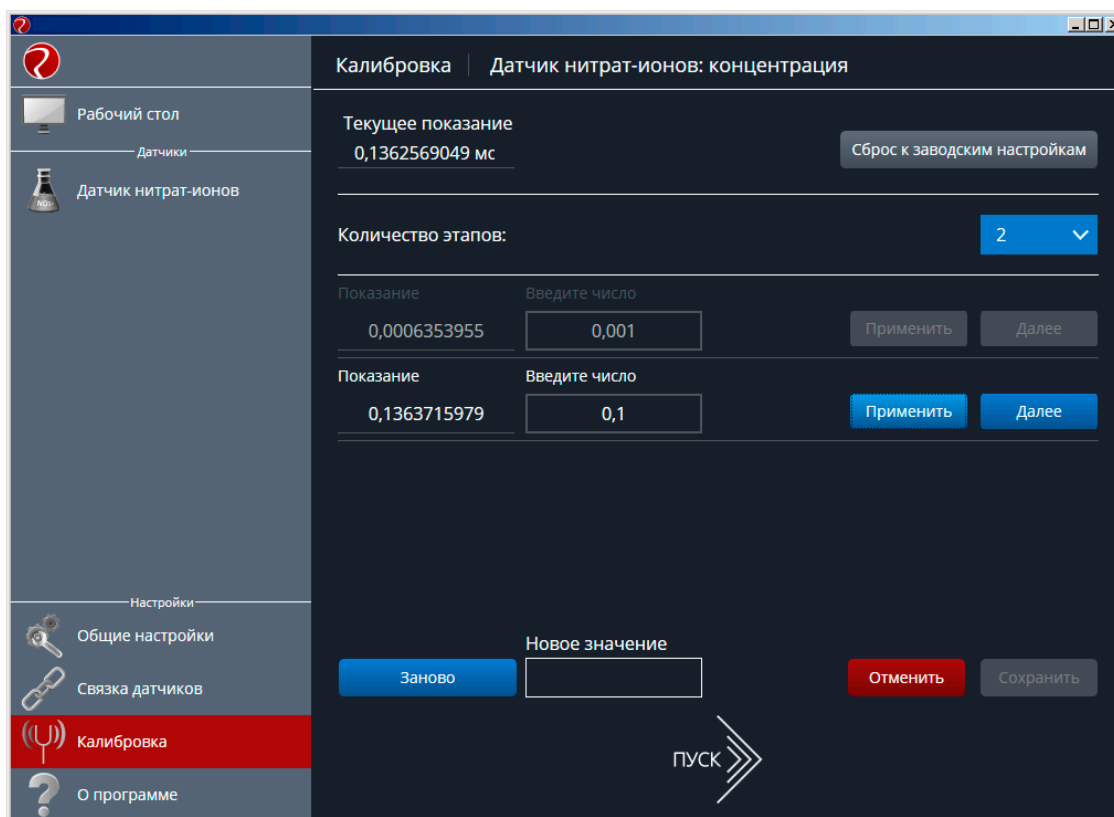 Калибровка Датчик нитрат-ионов: концентрация
Рабочий стол
Датчики
Датчик нитрат-ионов
Текущее показание
0,1362569049 мс
Сброс к заводским настройкам
Количество этапов: 2
Показание Введите число
0,0006353955 0,001 Применить Далее
Показание Введите число
0,1363715979 0,1 Применить Далее
Настройки
Общие настройки
Связка датчиков
Калибровка
О программе
Новое значение
Заново Отменить Сохранить
ПУСК